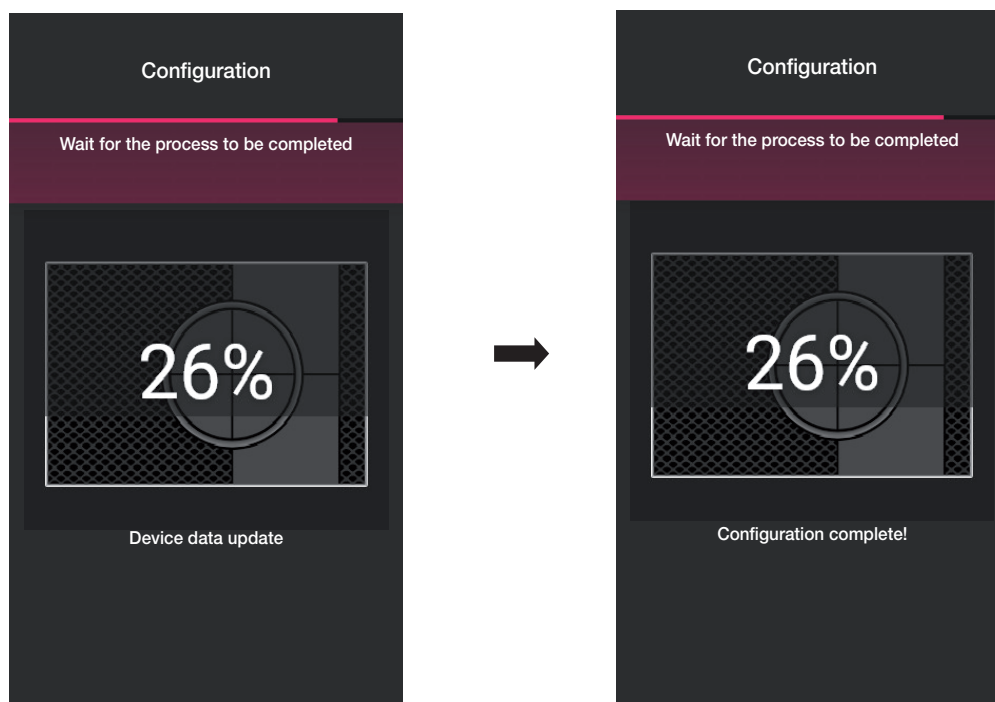 Configuration
Wait for the process to be completed
26%
Device data update
Configuration
Wait for the process to be completed
26%
Configuration complete!